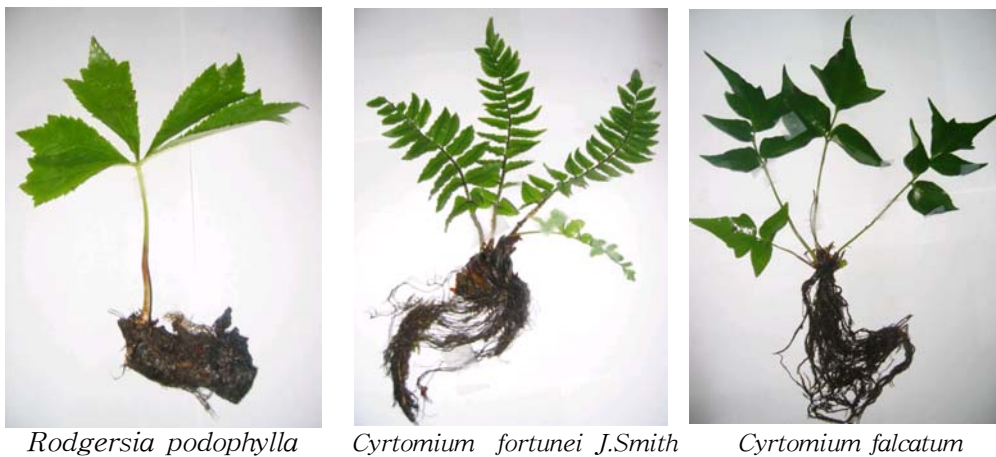 Rodgersia podophylla
Cyrtomium fortunei J.Smith
Cyrtomium falcatum